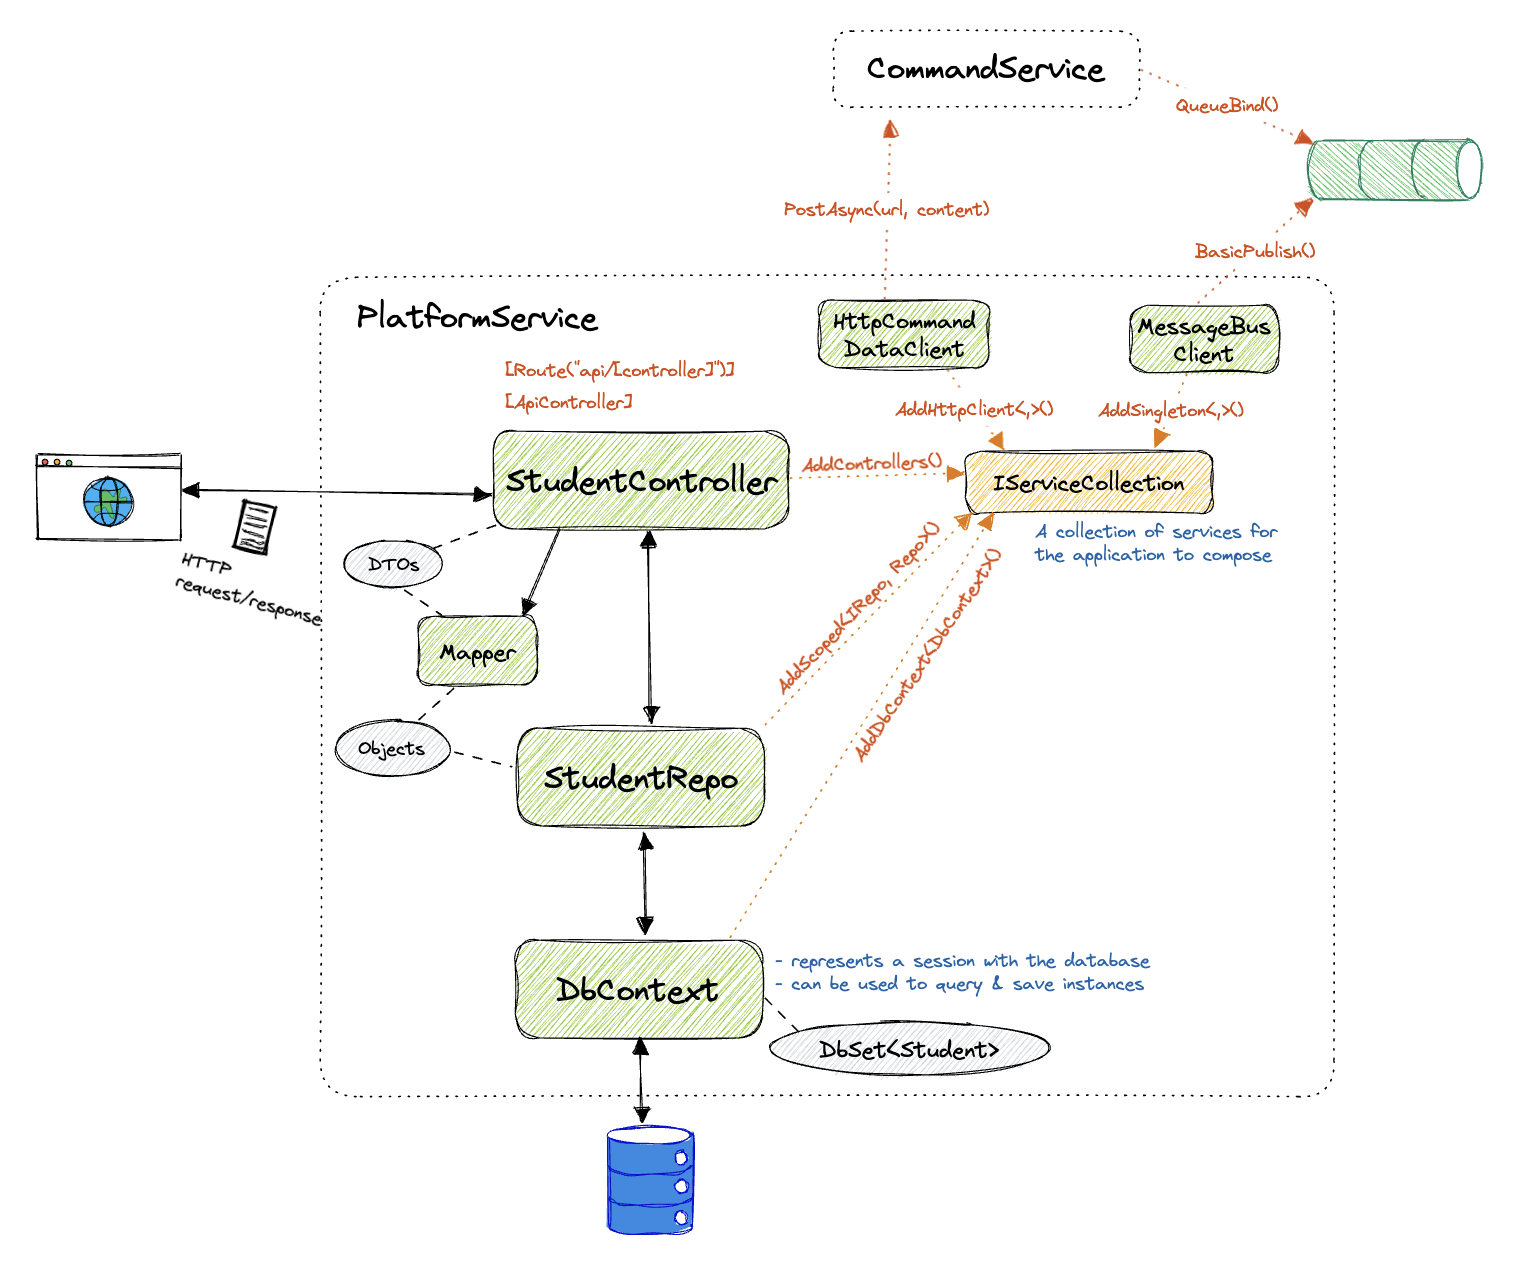 CommandService
QueueBind()
PostAsync(url, content)
BasicPublish()
PlatformService
HttpCommand
DataClient
MessageBus
Client
[Route("api/[controller]")]
[ApiController]
AddHttpClient<,>()
AddSingleton<,>()
StudentController
AddControllers()
IServiceCollection
A collection of services for
the application to compose
HTTP
request/response
DTOs
Mapper
AddScoped<IRepo, Repo>()
AddDbContext<DbContext>()
Objects
StudentRepo
DbContext
- represents a session with the database
- can be used to query & save instances
DbSet<Student>